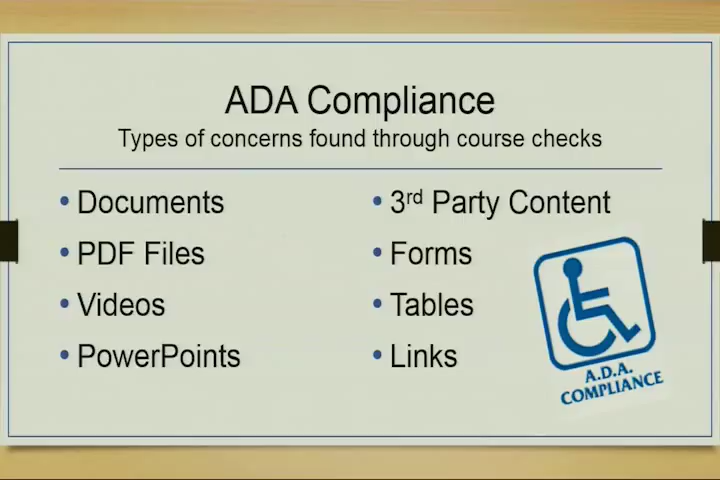 ADA Compliance
Types of concerns found through course checks
• Documents
• PDF Files
• Videos
• PowerPoints
• 3rd Party Content
• Forms
• Tables
• Links
A.D.A.
COMPLIANCE